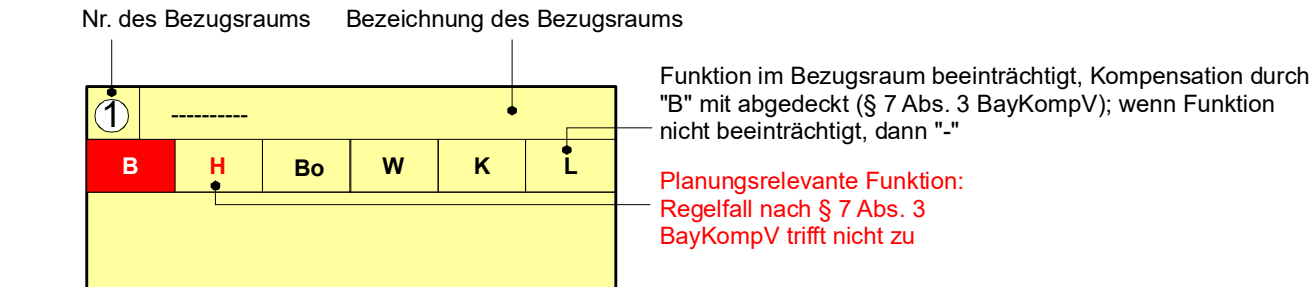 Nr. des Bezugsraums Bezeichnung des Bezugsraums
Funktion im Bezugsraum beeinträchtigt, Kompensation durch
"B" mit abgedeckt (§ 7 Abs. 3 BayKompV); wenn Funktion
nicht beeinträchtigt, dann "-"
1 ----------
B H Bo W K L
Planungsrelevante Funktion:
Regelfall nach § 7 Abs. 3
BayKompV trifft nicht zu